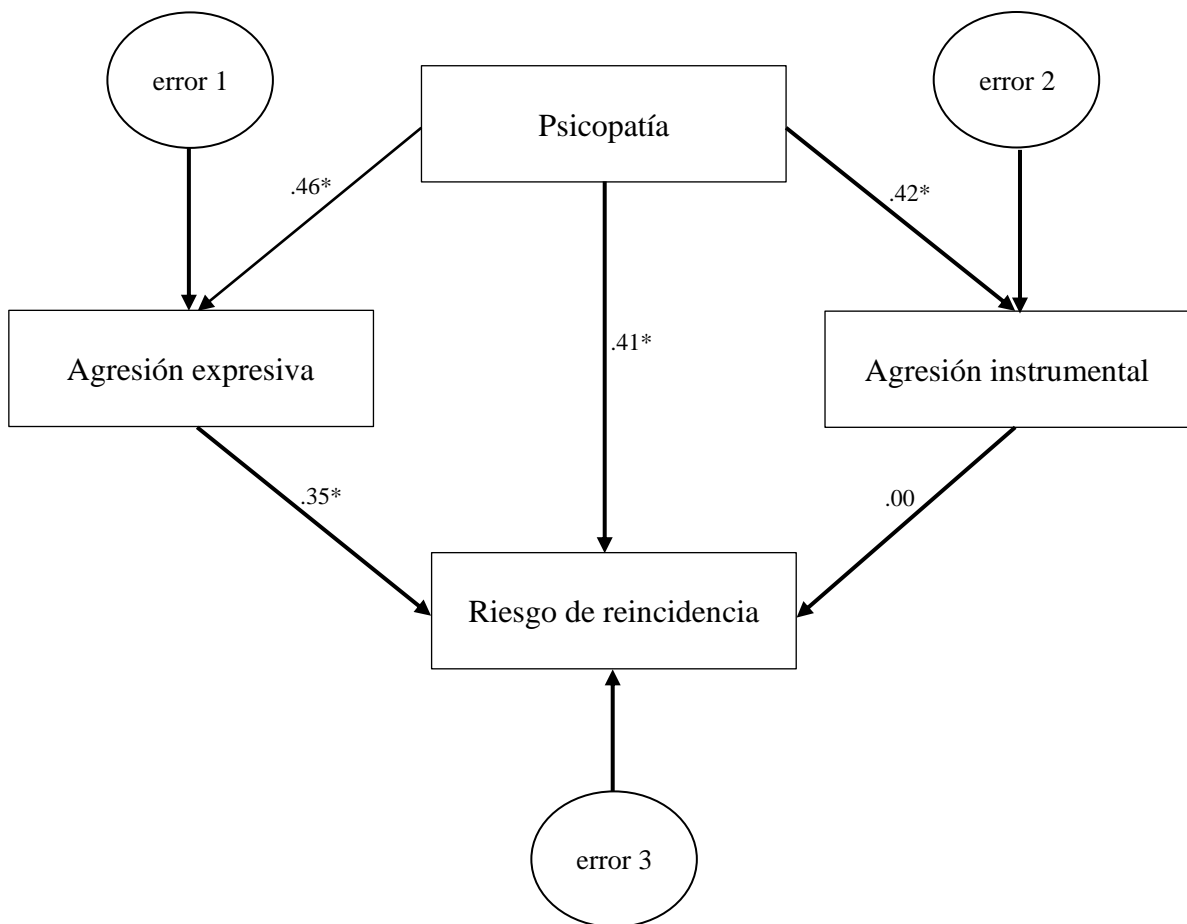 error 1
Psicopatía
error 2
.46*
.42*
.41*
Agresión expresiva
Agresión instrumental
.35*
.00
Riesgo de reincidencia
error 3